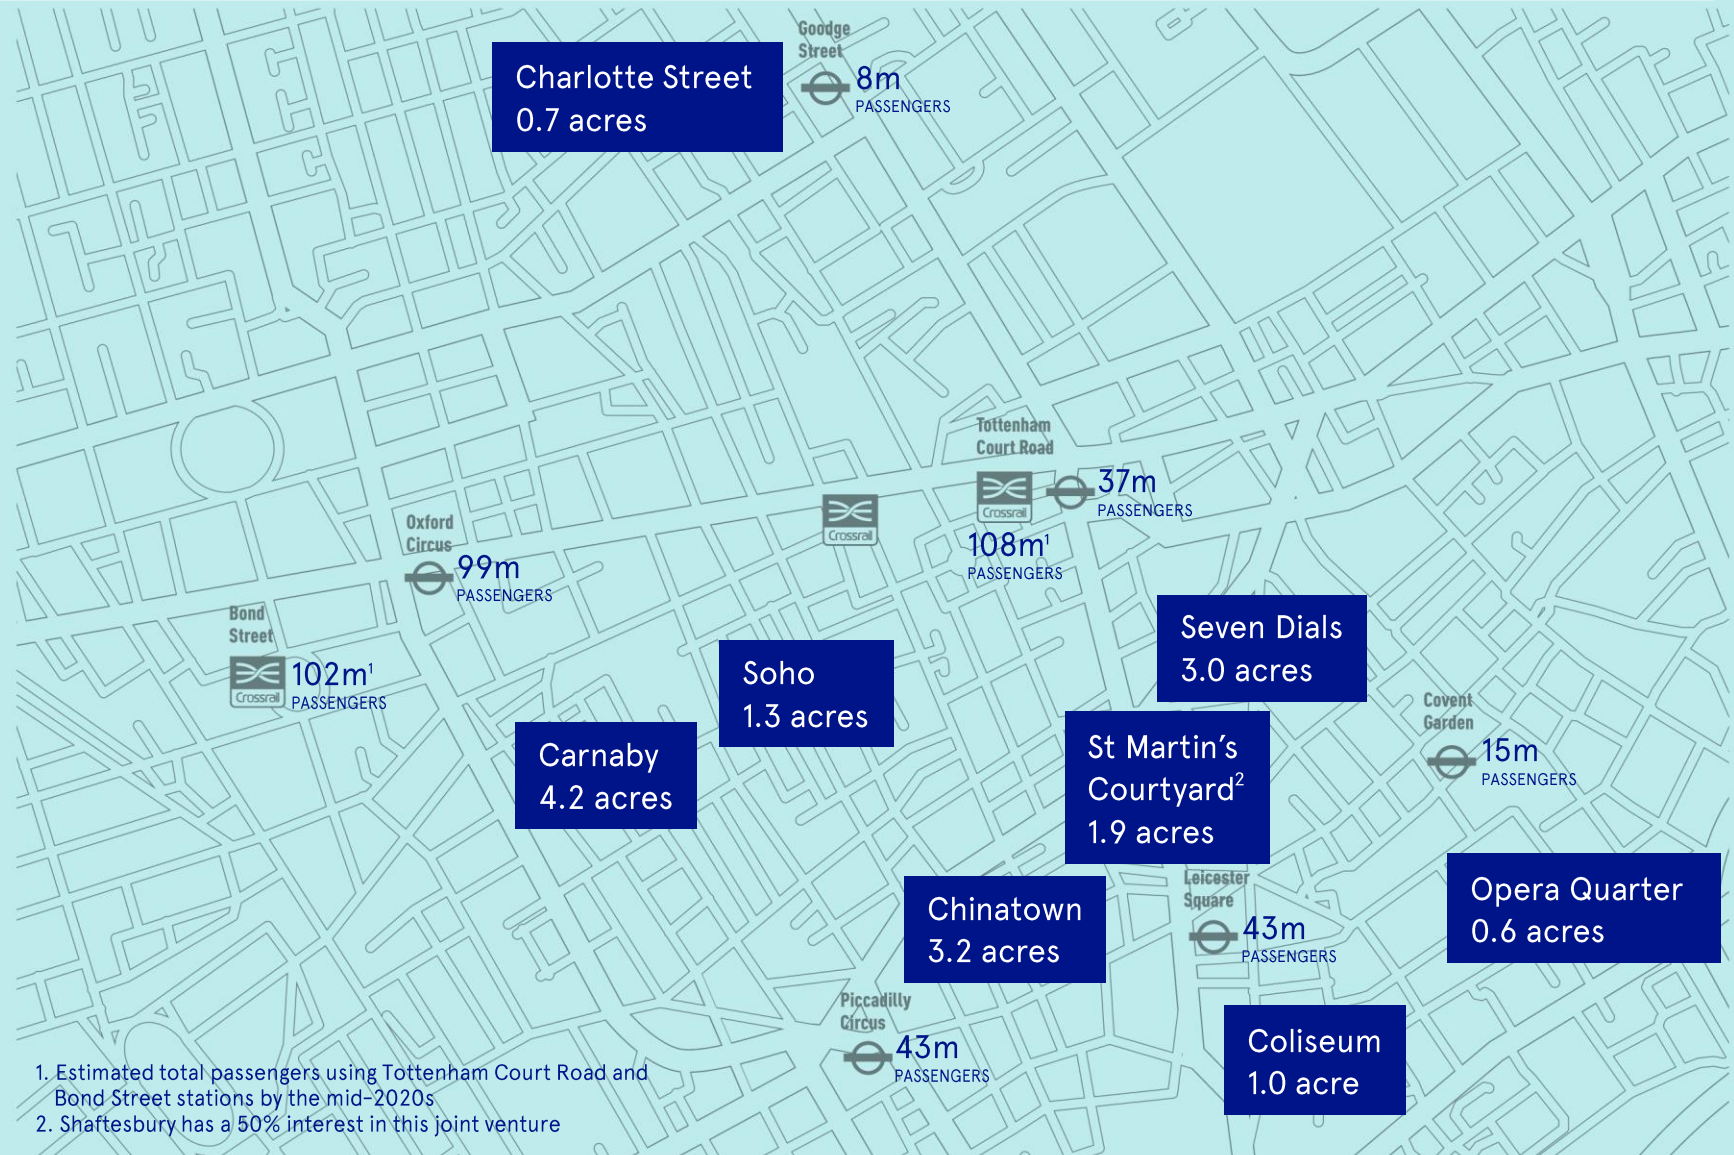 Goodge
Street
8m
PASSENGERS
Charlotte Street
0.7 acres
Tottenham
Court Road
Crossrail
37m
PASSENGERS
108m¹
PASSENGERS
Crossrail
Oxford
Circus
99m
PASSENGERS
Bond
Street
Crossrail
102m¹
PASSENGERS
Seven Dials
3.0 acres
Soho
1.3 acres
Carnaby
4.2 acres
St Martin’s
Courtyard²
1.9 acres
Covent
Garden
15m
PASSENGERS
Leicester
Square
43m
PASSENGERS
Chinatown
3.2 acres
Opera Quarter
0.6 acres
Piccadilly
Circus
43m
PASSENGERS
Coliseum
1.0 acre
1. Estimated total passengers using Tottenham Court Road and
Bond Street stations by the mid-2020s
2. Shaftesbury has a 50% interest in this joint venture